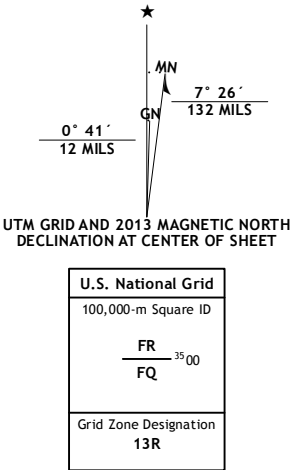 ★
MN
GN
7° 26´
132 MILS
0° 41´
12 MILS
UTM GRID AND 2013 MAGNETIC NORTH
DECLINATION AT CENTER OF SHEET
U.S. National Grid
100,000-m Square ID
FR
3500
FQ
Grid Zone Designation
13R